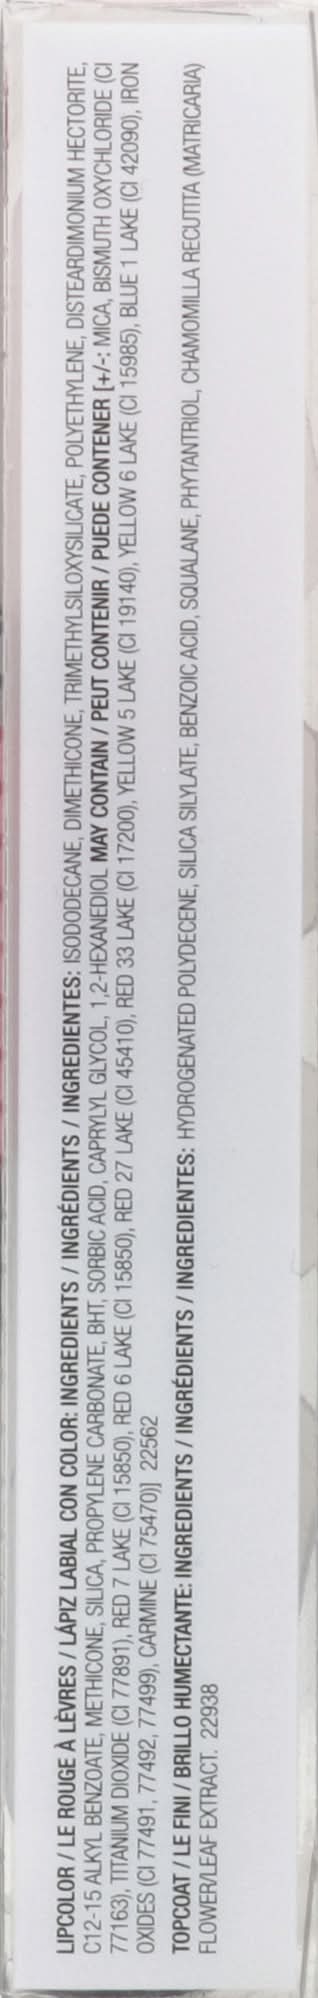 LIPCOLOR / LE ROUGE À LÈVRES / LÁPIZ LABIAL CON COLOR: INGREDIENTS / INGRÉDIENTS / INGREDIENTES: ISODODECANE, DIMETHICONE, TRIMETHYLSILOXYSILICATE, POLYETHYLENE, DISTEARDIMONIUM HECTORITE,
C12-15 ALKYL BENZOATE, METHICONE, SILICA, PROPYLENE CARBONATE, BHT, SORBIC ACID, CAPRYLYL GLYCOL, 1,2-HEXANEDIOL MAY CONTAIN / PEUT CONTENIR / PUEDE CONTENER [+/-: MICA, BISMUTH OXYCHLORIDE (CI
77163), TITANIUM DIOXIDE (CI 77891), RED 7 LAKE (CI 15850), RED 6 LAKE (CI 15850), RED 27 LAKE (CI 45410), RED 33 LAKE (CI 17200), YELLOW 5 LAKE (CI 19140), YELLOW 6 LAKE (CI 15985), BLUE 1 LAKE (CI 42090), IRON
OXIDES (CI 77491, 77492, 77499), CARMINE (CI 75470)] 22562
TOPCOAT / LE FINI / BRILLO HUMECTANTE: INGREDIENTS / INGRÉDIENTS / INGREDIENTES: HYDROGENATED POLYDECENE, SILICA SILYLATE, BENZOIC ACID, SQUALANE, PHYTANTRIOL, CHAMOMILLA RECUTITA (MATRICARIA)
FLOWER/LEAF EXTRACT. 22938